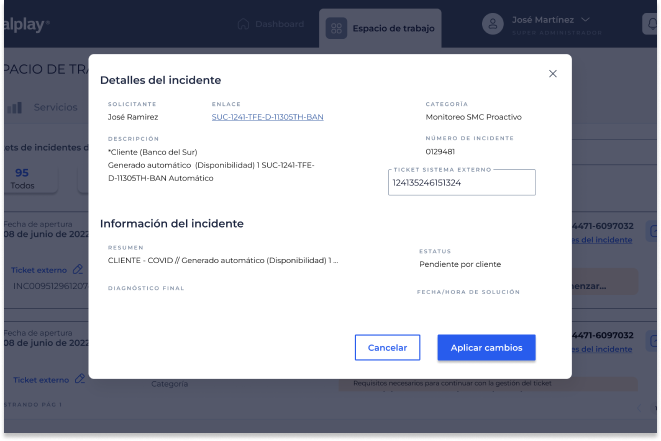 alplay
Dashboard
Espacio de trabajo
José Martínez
SUPER ADMINISTRADOR
PACIO DE TRA
Servicios
ets de incidentes d
95
Todos
Fecha de apertura
08 de junio de 2022
Ticket externo
INC009512961207
4471-6097032
es del incidente
menzar...
Fecha de apertura
08 de junio de 2022
Ticket externo
Categoría
4471-6097032
es del incidente
Requisitos necesarios para continuar con la gestión del ticket
STRANDO PÁG 1
Detalles del incidente
SOLICITANTE
José Ramirez
ENLACE
SUC-1241-TFE-D-11305TH-BAN
CATEGORÍA
Monitoreo SMC Proactivo
DESCRIPCIÓN
*Cliente (Banco del Sur)
Generado automático (Disponibilidad) 1 SUC-1241-TFE-
D-11305TH-BAN Automático
NÚMERO DE INCIDENTE
0129481
TICKET SISTEMA EXTERNO
124135246151324
Información del incidente
RESUMEN
CLIENTE - COVID // Generado automático (Disponibilidad) 1 ...
ESTATUS
Pendiente por cliente
DIAGNÓSTICO FINAL
FECHA/HORA DE SOLUCIÓN
Cancelar
Aplicar cambios